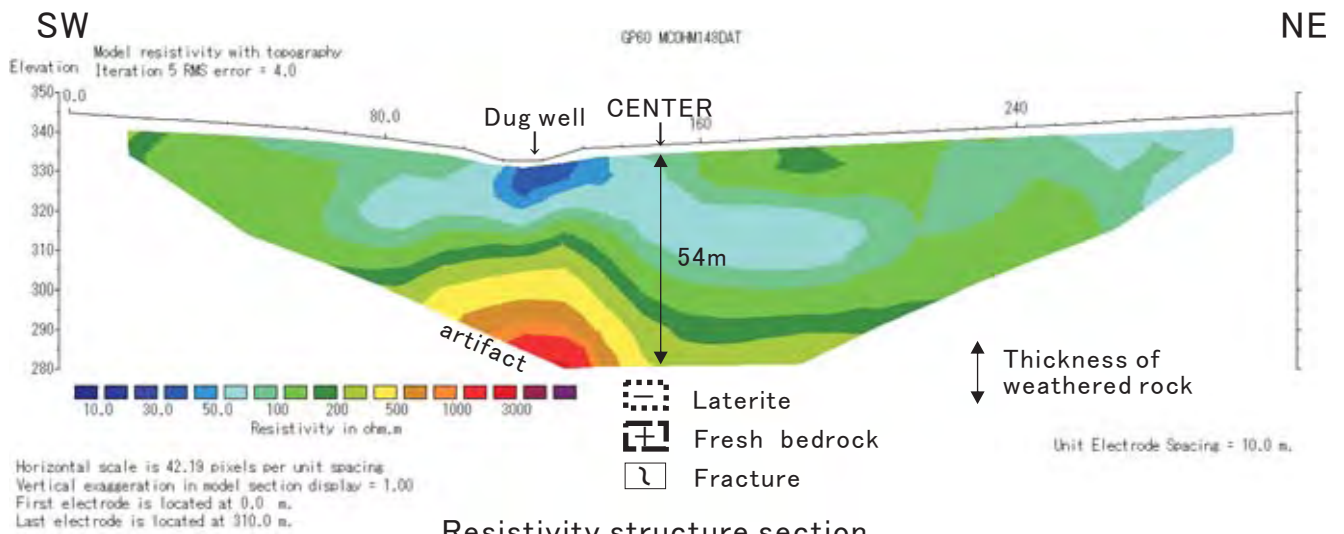 SW
NE
GP60 MCOHM148DAT
Model resistivity with topography
Elevation Iteration 5 RMS error = 4.0
350 0.0
340
330
320
310
300
290
280
80.0
Dug well
CENTER
160
240
54m
artifact
10.0 30.0 50.0 100 200 500 1000 3000
Resistivity in ohm.m
Laterite
Fresh bedrock
Fracture
Thickness of
weathered rock
Unit Electrode Spacing = 10.0 m.
Horizontal scale is 42.19 pixels per unit spacing
Vertical exaggeration in model section display = 1.00
First electrode is located at 0.0 m.
Last electrode is located at 310.0 m.
Resistivity structure section